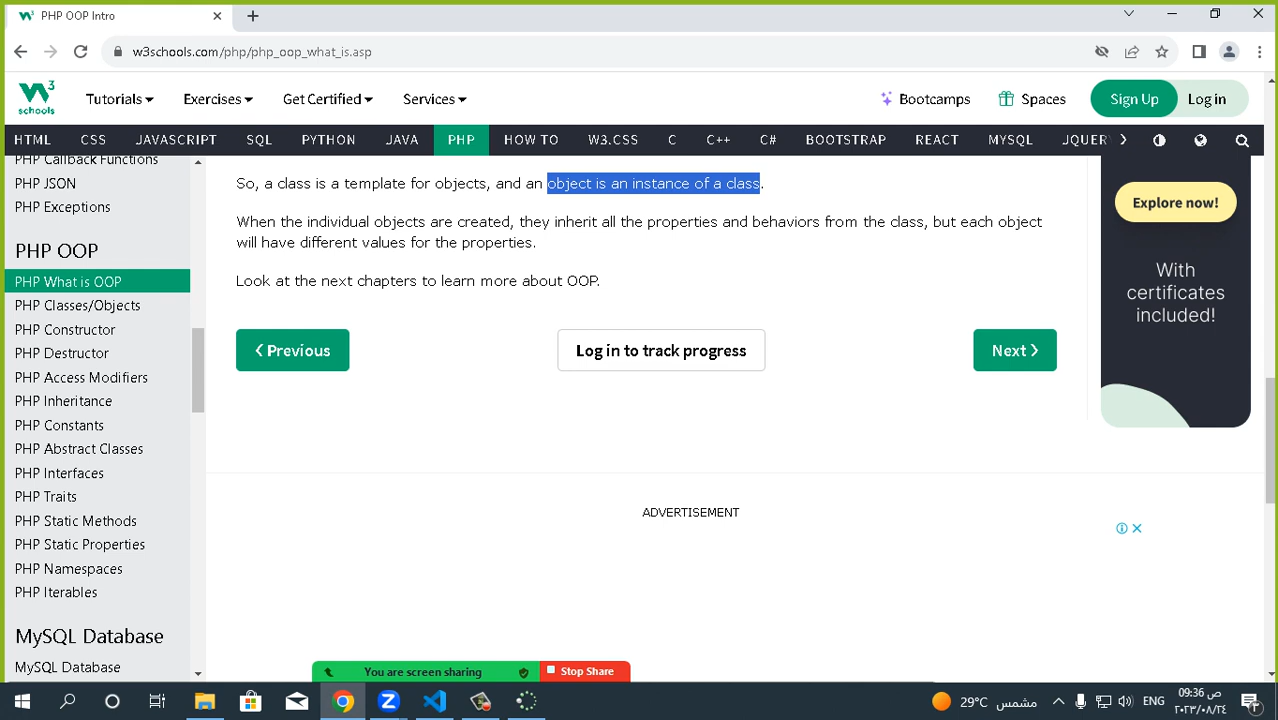 PHP OOP Intro
w3schools.com/php/php_oop_what_is.asp
W3 schools
Tutorials
Exercises
Get Certified
Services
Bootcamps
Spaces
Sign Up
Log in
HTML
CSS
JAVASCRIPT
SQL
PYTHON
JAVA
PHP
HOW TO
W3.CSS
C
C++
C#
BOOTSTRAP
REACT
MYSQL
JQUERY
PHP Callback Functions
PHP JSON
PHP Exceptions
PHP OOP
PHP What is OOP
PHP Classes/Objects
PHP Constructor
PHP Destructor
PHP Access Modifiers
PHP Inheritance
PHP Constants
PHP Abstract Classes
PHP Interfaces
PHP Traits
PHP Static Methods
PHP Static Properties
PHP Namespaces
PHP Iterables
MySQL Database
MySQL Database
So, a class is a template for objects, and an object is an instance of a class.
When the individual objects are created, they inherit all the properties and behaviors from the class, but each object
will have different values for the properties.
Look at the next chapters to learn more about OOP.
Previous
Log in to track progress
Next
Explore now!
With
certificates
included!
ADVERTISEMENT
You are screen sharing
Stop Share
29°C مشمس
ENG
09:36 ص
٢٠٢٣/٠٨/٢٤